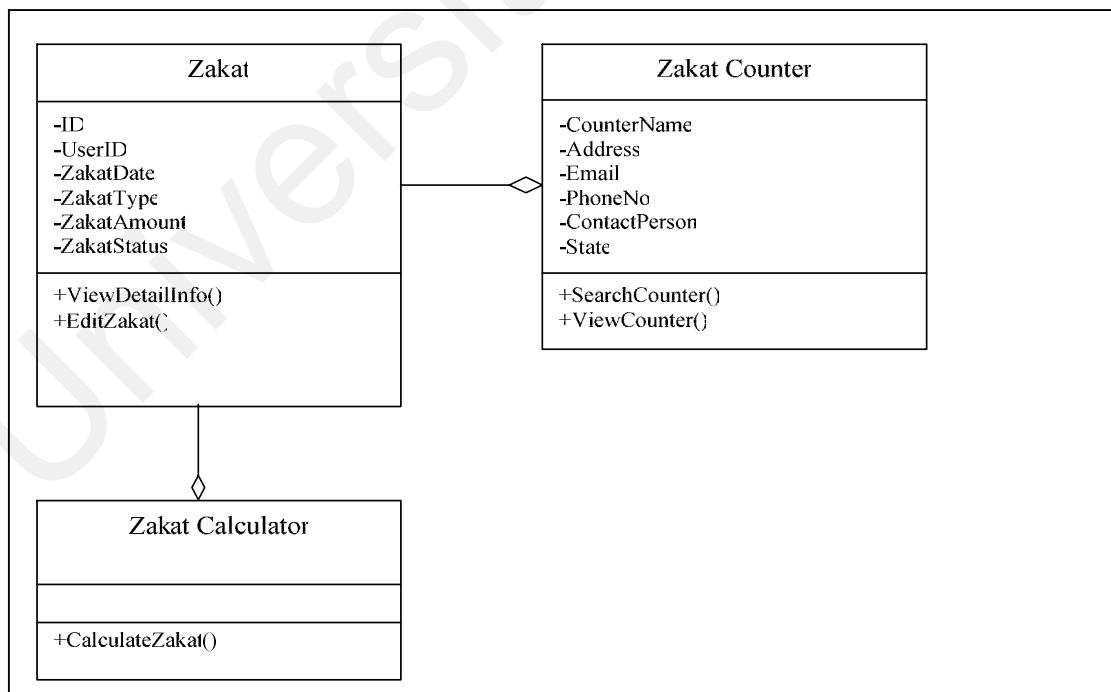 Zakat
-ID
-UserID
-ZakatDate
-ZakatType
-ZakatAmount
-ZakatStatus
+ViewDetailInfo()
+EditZakat()
Zakat Counter
-CounterName
-Address
-Email
-PhoneNo
-ContactPerson
-State
+SearchCounter()
+ViewCounter()
Zakat Calculator
+CalculateZakat()